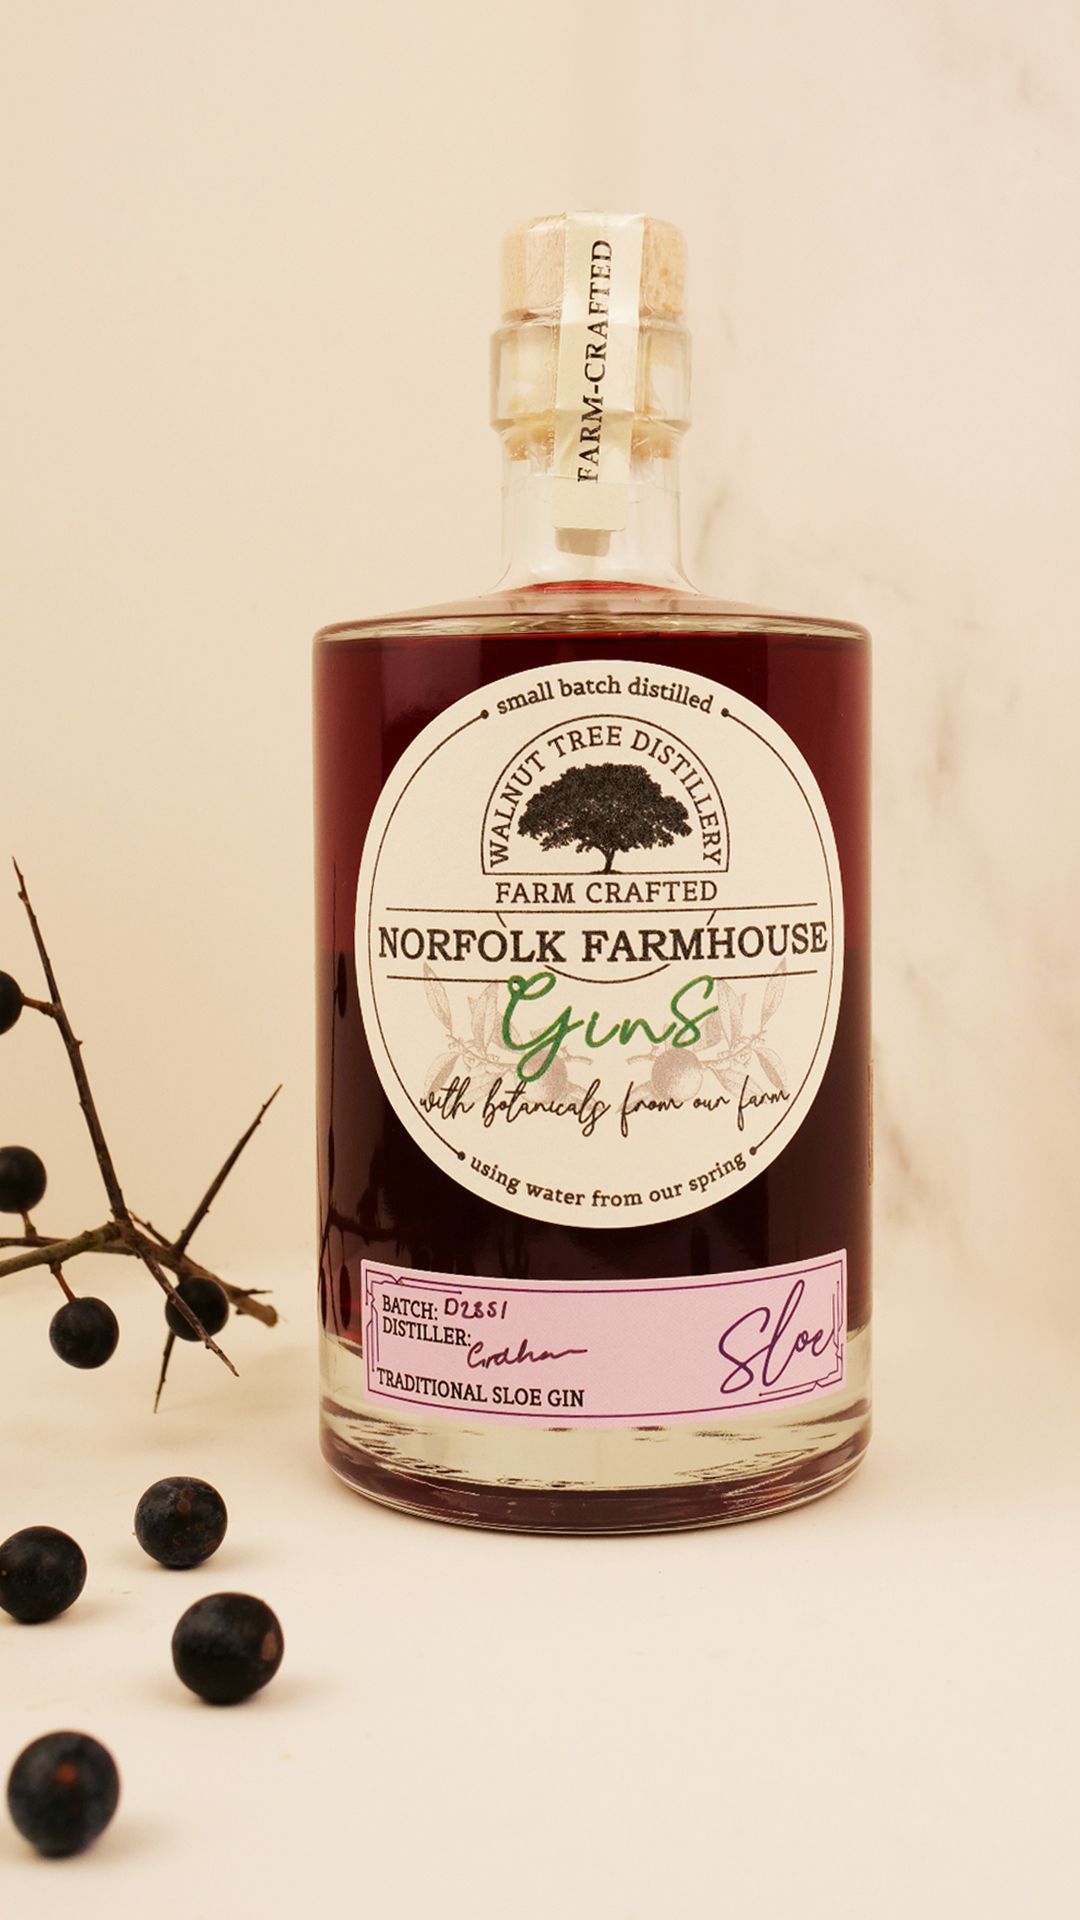 FARM-CRAFTED
small batch distilled
WALNUT TREE DISTILLERY
FARM CRAFTED
NORFOLK FARMHOUSE
Gins
with botanicals from our farm
using water from our spring
BATCH:
DISTILLER:
TRADITIONAL SLOE GIN
Sloe